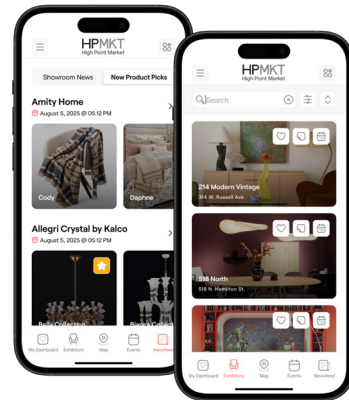 HPMKT
High Point Market
Showroom News
New Product Picks
Amity Home
August 5, 2025 @ 05:12 PM
Cody
Daphne
Allegri Crystal by Kalco
August 5, 2025 @ 05:12 PM
Bella Collection
Bianca Collection
My Dashboard
Exhibitors
Map
Events
Newsfeed
HPMKT
High Point Market
Search
214 Modern Vintage
314 W. Russell Ave.
518 North
518 N. Hamilton St.
My Dashboard
Exhibitors
Map
Events
Newsfeed